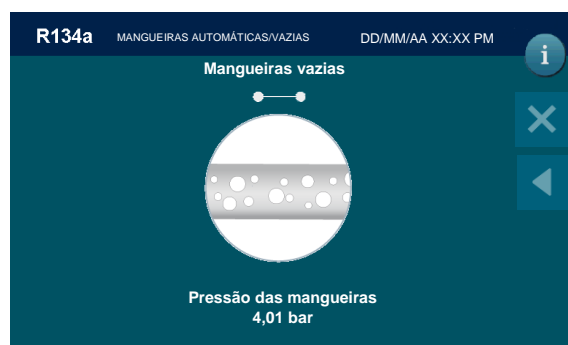 R134a MANGUEIRAS AUTOMÁTICAS/VAZIAS DD/MM/AA XX:XX PM
i
Mangueiras vazias
Pressão das mangueiras
4,01 bar